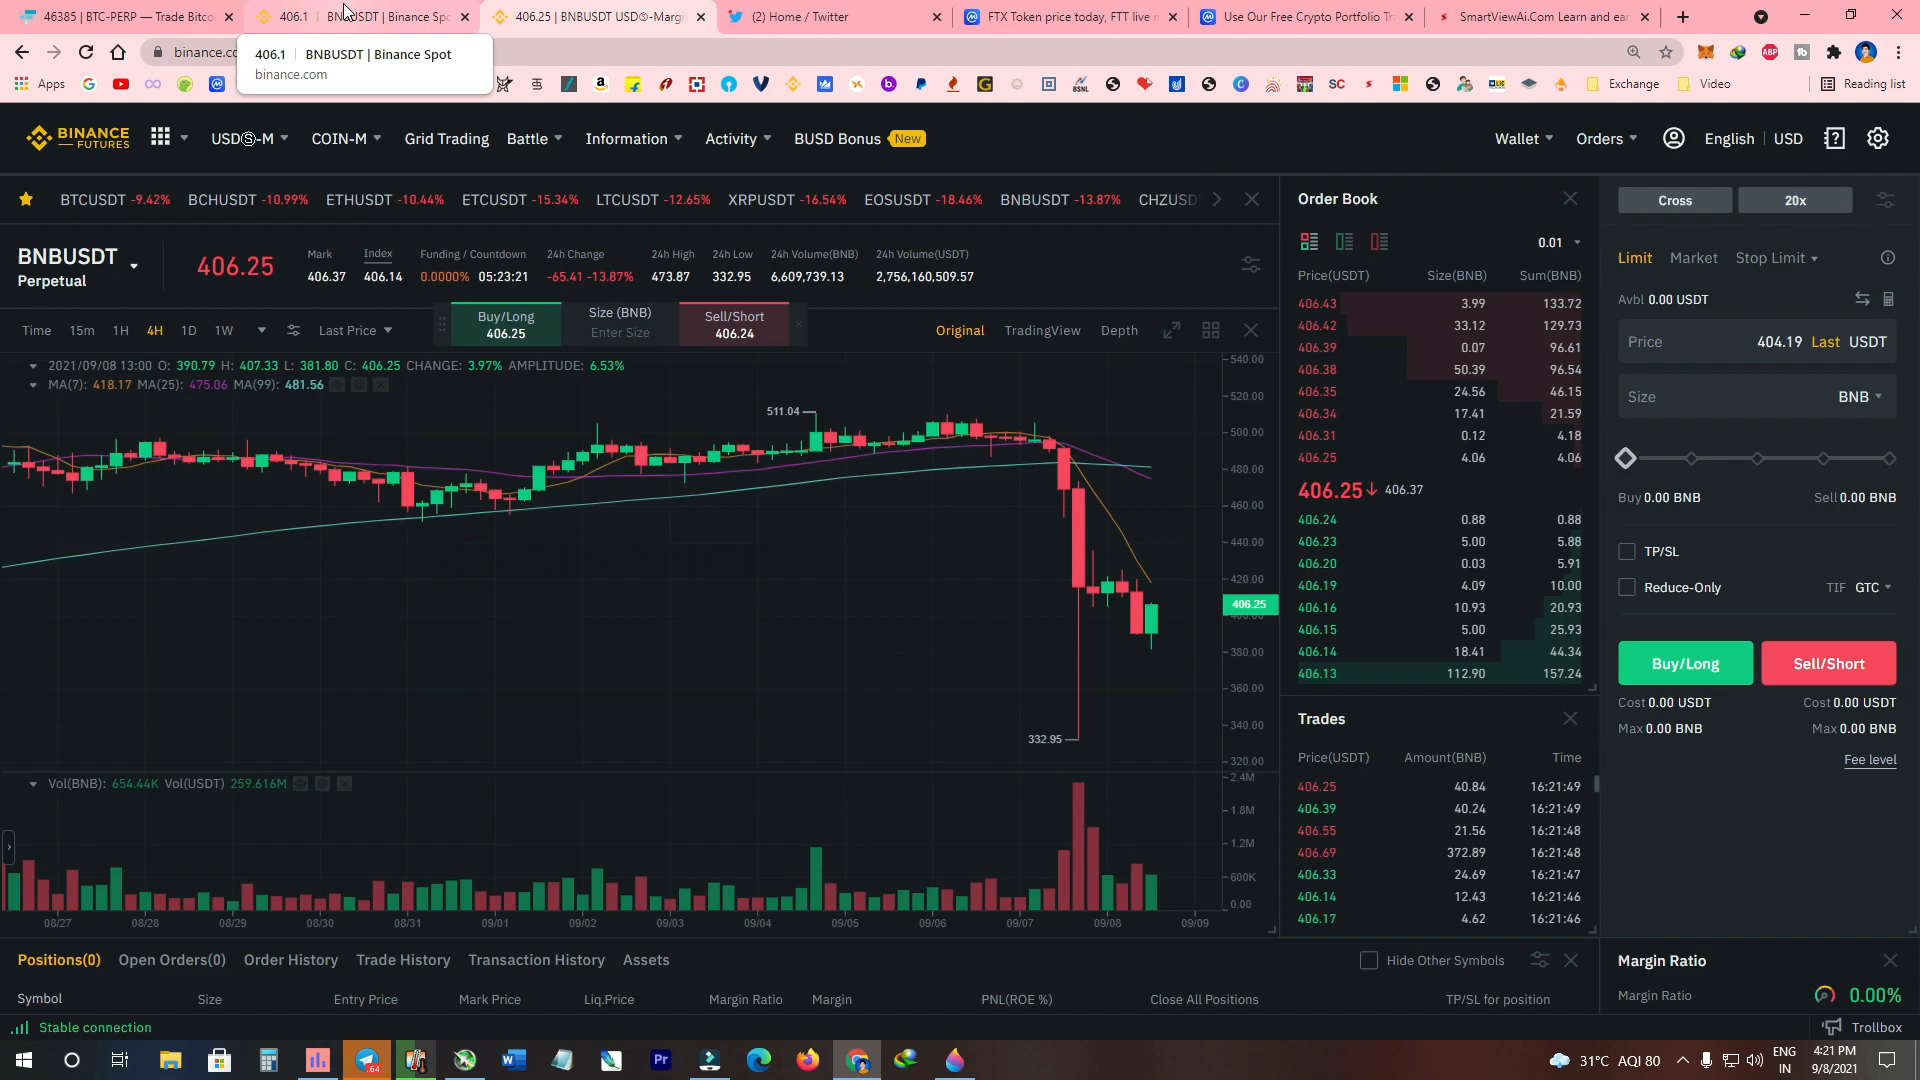 46385 | BTC-PERP — Trade Bitco
406.1 | BNBUSDT | Binance Spo
406.25 | BNBUSDT USDⓈ-Margi
(2) Home / Twitter
FTX Token price today, FTT live m
Use Our Free Crypto Portfolio Tr
SmartViewAi.Com Learn and ear
binance.co
406.1 | BNBUSDT | Binance Spot
binance.com
Apps
BSNL
SC
LIC
Exchange
Video
Reading list
BINANCE
FUTURES
USDⓈ-M
COIN-M
Grid Trading
Battle
Information
Activity
BUSD Bonus New
Wallet
Orders
English | USD
BTCUSDT -9.42% BCHUSDT -10.99% ETHUSDT -10.44% ETCUSDT -15.34% LTCUSDT -12.65% XRPUSDT -16.54% EOSUSDT -18.46% BNBUSDT -13.87% CHZUSD
BNBUSDT
Perpetual
406.25
Mark Index Funding / Countdown 24h Change 24h High 24h Low 24h Volume(BNB) 24h Volume(USDT)
406.37 406.14 0.0000% 05:23:21 -65.41 -13.87% 473.87 332.95 6,609,739.13 2,756,160,509.57
Time 15m 1H 4H 1D 1W Last Price
Buy/Long
406.25
Size (BNB)
Enter Size
Sell/Short
406.24
Original TradingView Depth
2021/09/08 13:00 O: 390.79 H: 407.33 L: 381.80 C: 406.25 CHANGE: 3.97% AMPLITUDE: 6.53%
MA(7): 418.17 MA(25): 475.06 MA(99): 481.56
511.04
332.95
540.00
520.00
500.00
480.00
460.00
440.00
420.00
406.25
400.00
380.00
360.00
340.00
320.00
Vol(BNB): 654.44K Vol(USDT) 259.616M
2.4M
1.8M
1.2M
600K
0.00
08/27 08/28 08/29 08/30 08/31 09/01 09/02 09/03 09/04 09/05 09/06 09/07 09/08 09/09
Order Book
0.01
Price(USDT) Size(BNB) Sum(BNB)
406.43 3.99 133.72
406.42 33.12 129.73
406.39 0.07 96.61
406.38 50.39 96.54
406.35 24.56 46.15
406.34 17.41 21.59
406.31 0.12 4.18
406.25 4.06 4.06
406.25↓ 406.37
406.24 0.88 0.88
406.23 5.00 5.88
406.20 0.03 5.91
406.19 4.09 10.00
406.16 10.93 20.93
406.15 5.00 25.93
406.14 18.41 44.34
406.13 112.90 157.24
Trades
Price(USDT) Amount(BNB) Time
406.25 40.84 16:21:49
406.39 40.24 16:21:49
406.55 21.56 16:21:48
406.69 372.89 16:21:48
406.33 24.69 16:21:47
406.14 12.43 16:21:46
406.17 4.62 16:21:46
Cross 20x
Limit Market Stop Limit
Avbl 0.00 USDT
Price 404.19 Last USDT
Size BNB
Buy 0.00 BNB Sell 0.00 BNB
TP/SL
Reduce-Only TIF GTC
Buy/Long Sell/Short
Cost 0.00 USDT Cost 0.00 USDT
Max 0.00 BNB Max 0.00 BNB
Fee level
Positions(0) Open Orders(0) Order History Trade History Transaction History Assets
Hide Other Symbols
Symbol Size Entry Price Mark Price Liq.Price Margin Ratio Margin PNL(ROE %) Close All Positions TP/SL for position
Margin Ratio
Margin Ratio 0.00%
Stable connection
Trollbox
31°C AQI 80
ENG
IN
4:21 PM
9/8/2021